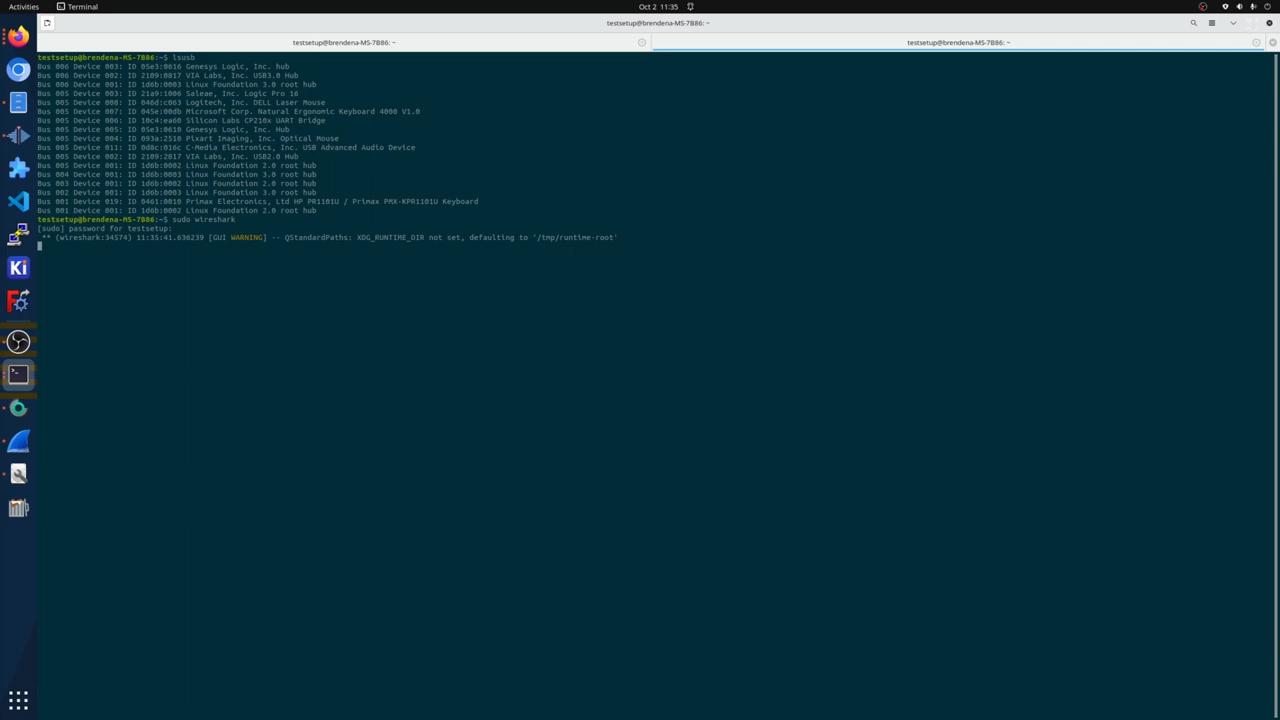 Activities
Terminal
Oct 2 11:35
testsetup@brendena-MS-7B86: ~
testsetup@brendena-MS-7B86: ~
testsetup@brendena-MS-7B86: ~
testsetup@brendena-MS-7B86:~$ lsusb
Bus 006 Device 003: ID 05e3:0616 Genesys Logic, Inc. hub
Bus 006 Device 002: ID 2109:0817 VIA Labs, Inc. USB3.0 Hub
Bus 006 Device 001: ID 1d6b:0003 Linux Foundation 3.0 root hub
Bus 005 Device 003: ID 21a9:1006 Saleae, Inc. Logic Pro 16
Bus 005 Device 008: ID 046d:c063 Logitech, Inc. DELL Laser Mouse
Bus 005 Device 007: ID 045e:00db Microsoft Corp. Natural Ergonomic Keyboard 4000 V1.0
Bus 005 Device 006: ID 10c4:ea60 Silicon Labs CP210x UART Bridge
Bus 005 Device 005: ID 05e3:0610 Genesys Logic, Inc. Hub
Bus 005 Device 004: ID 093a:2510 Pixart Imaging, Inc. Optical Mouse
Bus 005 Device 011: ID 0d8c:016c C-Media Electronics, Inc. USB Advanced Audio Device
Bus 005 Device 002: ID 2109:2817 VIA Labs, Inc. USB2.0 Hub
Bus 005 Device 001: ID 1d6b:0002 Linux Foundation 2.0 root hub
Bus 004 Device 001: ID 1d6b:0003 Linux Foundation 3.0 root hub
Bus 003 Device 001: ID 1d6b:0002 Linux Foundation 2.0 root hub
Bus 002 Device 001: ID 1d6b:0003 Linux Foundation 3.0 root hub
Bus 001 Device 019: ID 0461:0010 Primax Electronics, Ltd HP PR1101U / Primax PMX-KPR1101U Keyboard
Bus 001 Device 001: ID 1d6b:0002 Linux Foundation 2.0 root hub
testsetup@brendena-MS-7B86:~$ sudo wireshark
[sudo] password for testsetup:
** (wireshark:34574) 11:35:41.636239 [GUI WARNING] -- QStandardPaths: XDG_RUNTIME_DIR not set, defaulting to '/tmp/runtime-root'
Ki